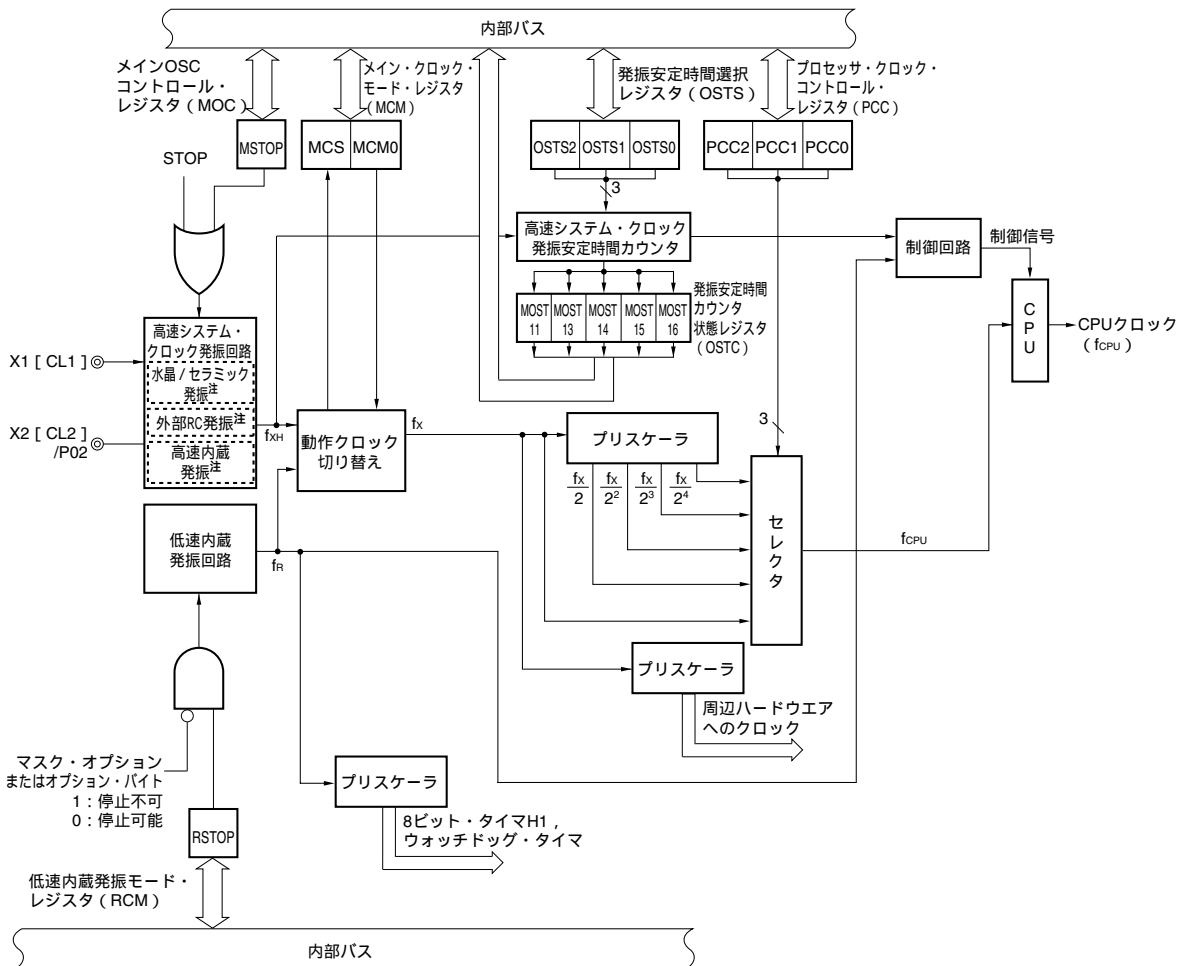 内部バス
メインOSC
コントロール・
レジスタ（MOC）
メイン・クロック・
モード・レジスタ
（MCM）
発振安定時間選択
レジスタ（OSTS）
プロセッサ・クロック・
コントロール・
レジスタ（PCC）
MSTOP
MCS MCM0
OSTS2 OSTS1 OSTS0
PCC2 PCC1 PCC0
STOP
3
高速システム・クロック
発振安定時間カウンタ
制御回路
制御信号
MOST 11
MOST 13
MOST 14
MOST 15
MOST 16
発振安定時間
カウンタ
状態レジスタ
（OSTC）
CPU
CPUクロック
（fCPU）
高速システム・
クロック発振回路
水晶/セラミック
発振注
外部RC発振注
高速内蔵
発振注
X1［CL1］
X2［CL2］
/P02
fXH
動作クロック
切り替え
fX
プリスケーラ
3
fX/2
fX/2²
fX/2³
fX/2⁴
セレクタ
fCPU
低速内蔵
発振回路
fR
プリスケーラ
周辺ハードウエア
へのクロック
マスク・オプション
またはオプション・バイト
1：停止不可
0：停止可能
プリスケーラ
8ビット・タイマH1，
ウォッチドッグ・タイマ
RSTOP
低速内蔵発振モード・
レジスタ（RCM）
内部バス